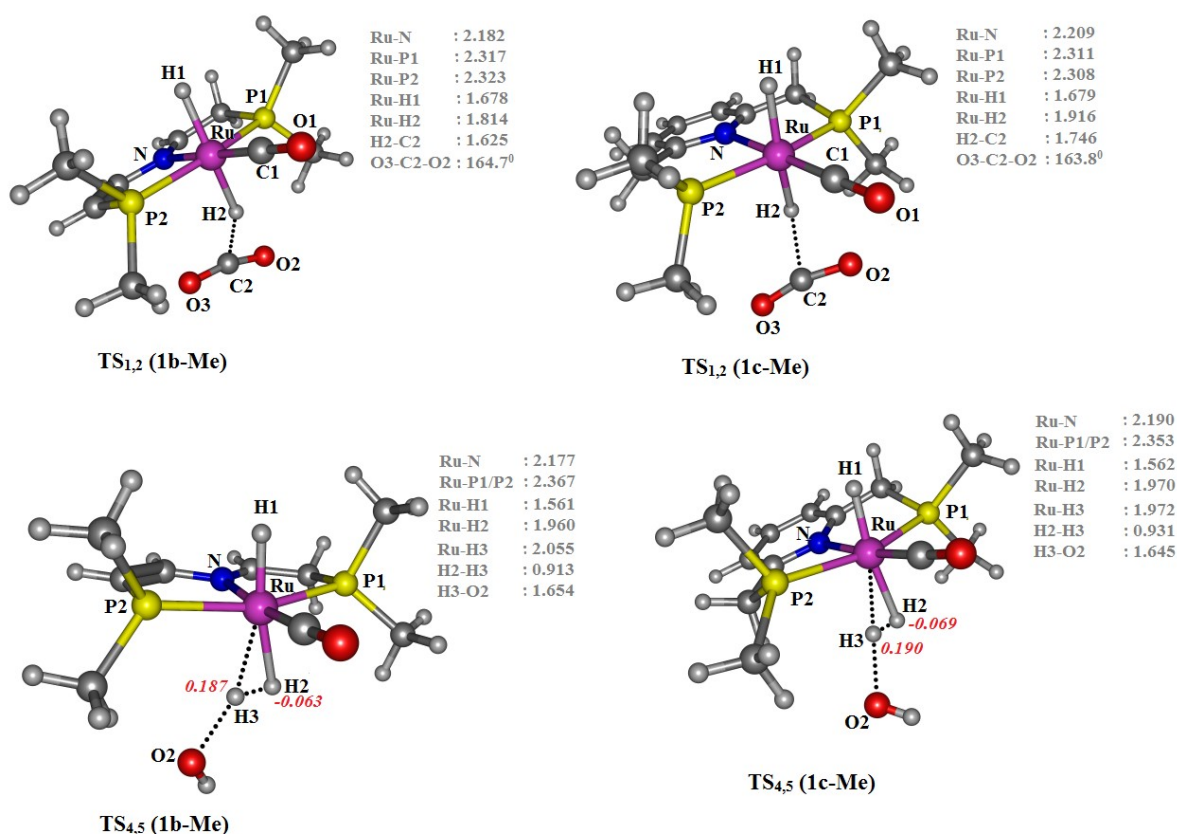 Ru-N : 2.182
Ru-P1 : 2.317
Ru-P2 : 2.323
Ru-H1 : 1.678
Ru-H2 : 1.814
H2-C2 : 1.625
O3-C2-O2 : 164.7⁰
H1
P1
Ru
O1
N
C1
P2
H2
O2
C2
O3
TS₁,₂ (1b-Me)
Ru-N : 2.209
Ru-P1 : 2.311
Ru-P2 : 2.308
Ru-H1 : 1.679
Ru-H2 : 1.916
H2-C2 : 1.746
O3-C2-O2 : 163.8⁰
H1
Ru
P1
N
C1
P2
H2
O1
O2
C2
O3
TS₁,₂ (1c-Me)
Ru-N : 2.177
Ru-P1/P2 : 2.367
Ru-H1 : 1.561
Ru-H2 : 1.960
Ru-H3 : 2.055
H2-H3 : 0.913
H3-O2 : 1.654
H1
N
Ru
P1
P2
0.187
H2
-0.063
H3
O2
TS₄,₅ (1b-Me)
Ru-N : 2.190
Ru-P1/P2 : 2.353
Ru-H1 : 1.562
Ru-H2 : 1.970
Ru-H3 : 1.972
H2-H3 : 0.931
H3-O2 : 1.645
H1
Ru
P1
N
P2
H2
-0.069
H3
0.190
O2
TS₄,₅ (1c-Me)